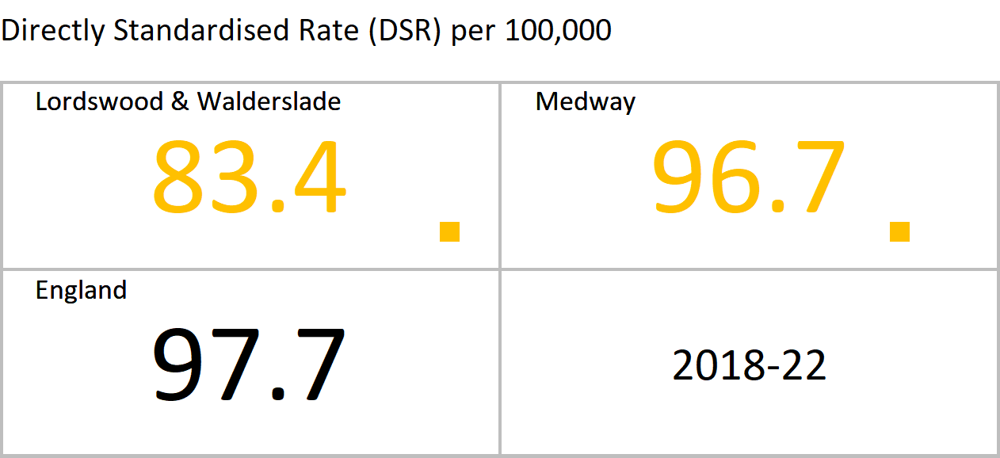 Directly Standardised Rate (DSR) per 100,000
Lordswood & Walderslade
83.4
Medway
96.7
England
97.7
2018-22